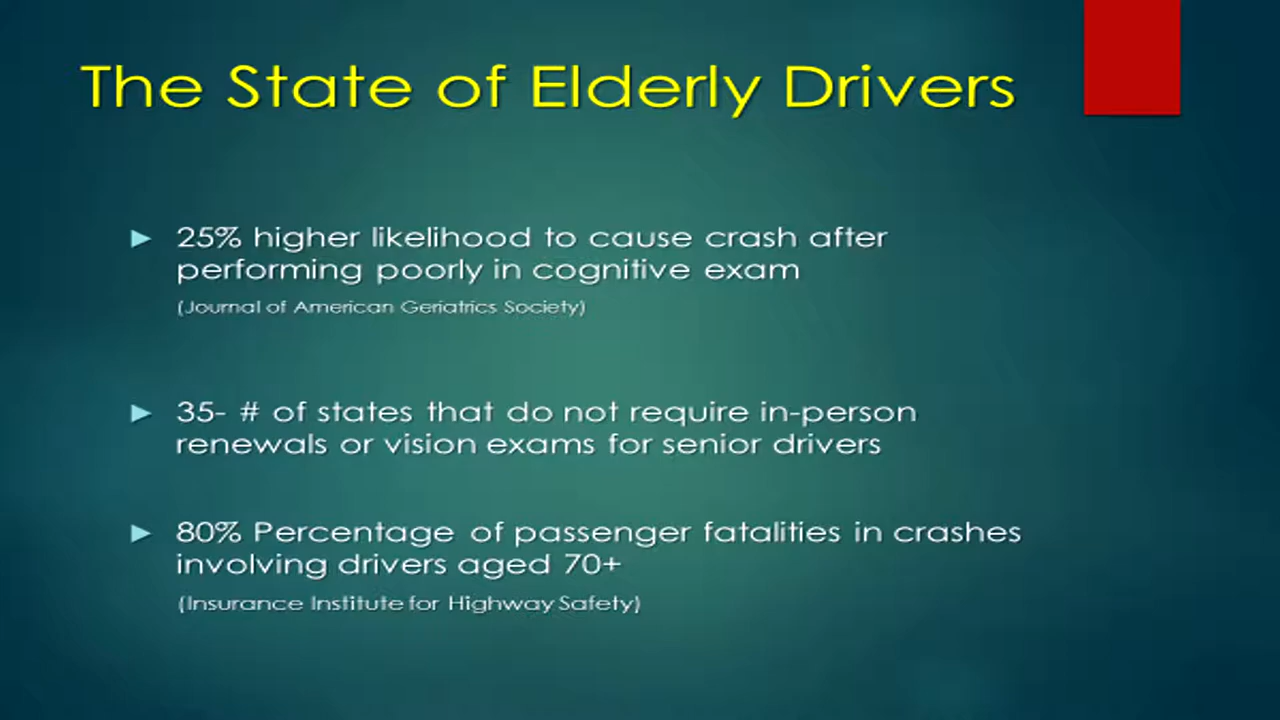 The State of Elderly Drivers
25% higher likelihood to cause crash after
performing poorly in cognitive exam
(Journal of American Geriatrics Society)
35- # of states that do not require in-person
renewals or vision exams for senior drivers
80% Percentage of passenger fatalities in crashes
involving drivers aged 70+
(Insurance Institute for Highway Safety)